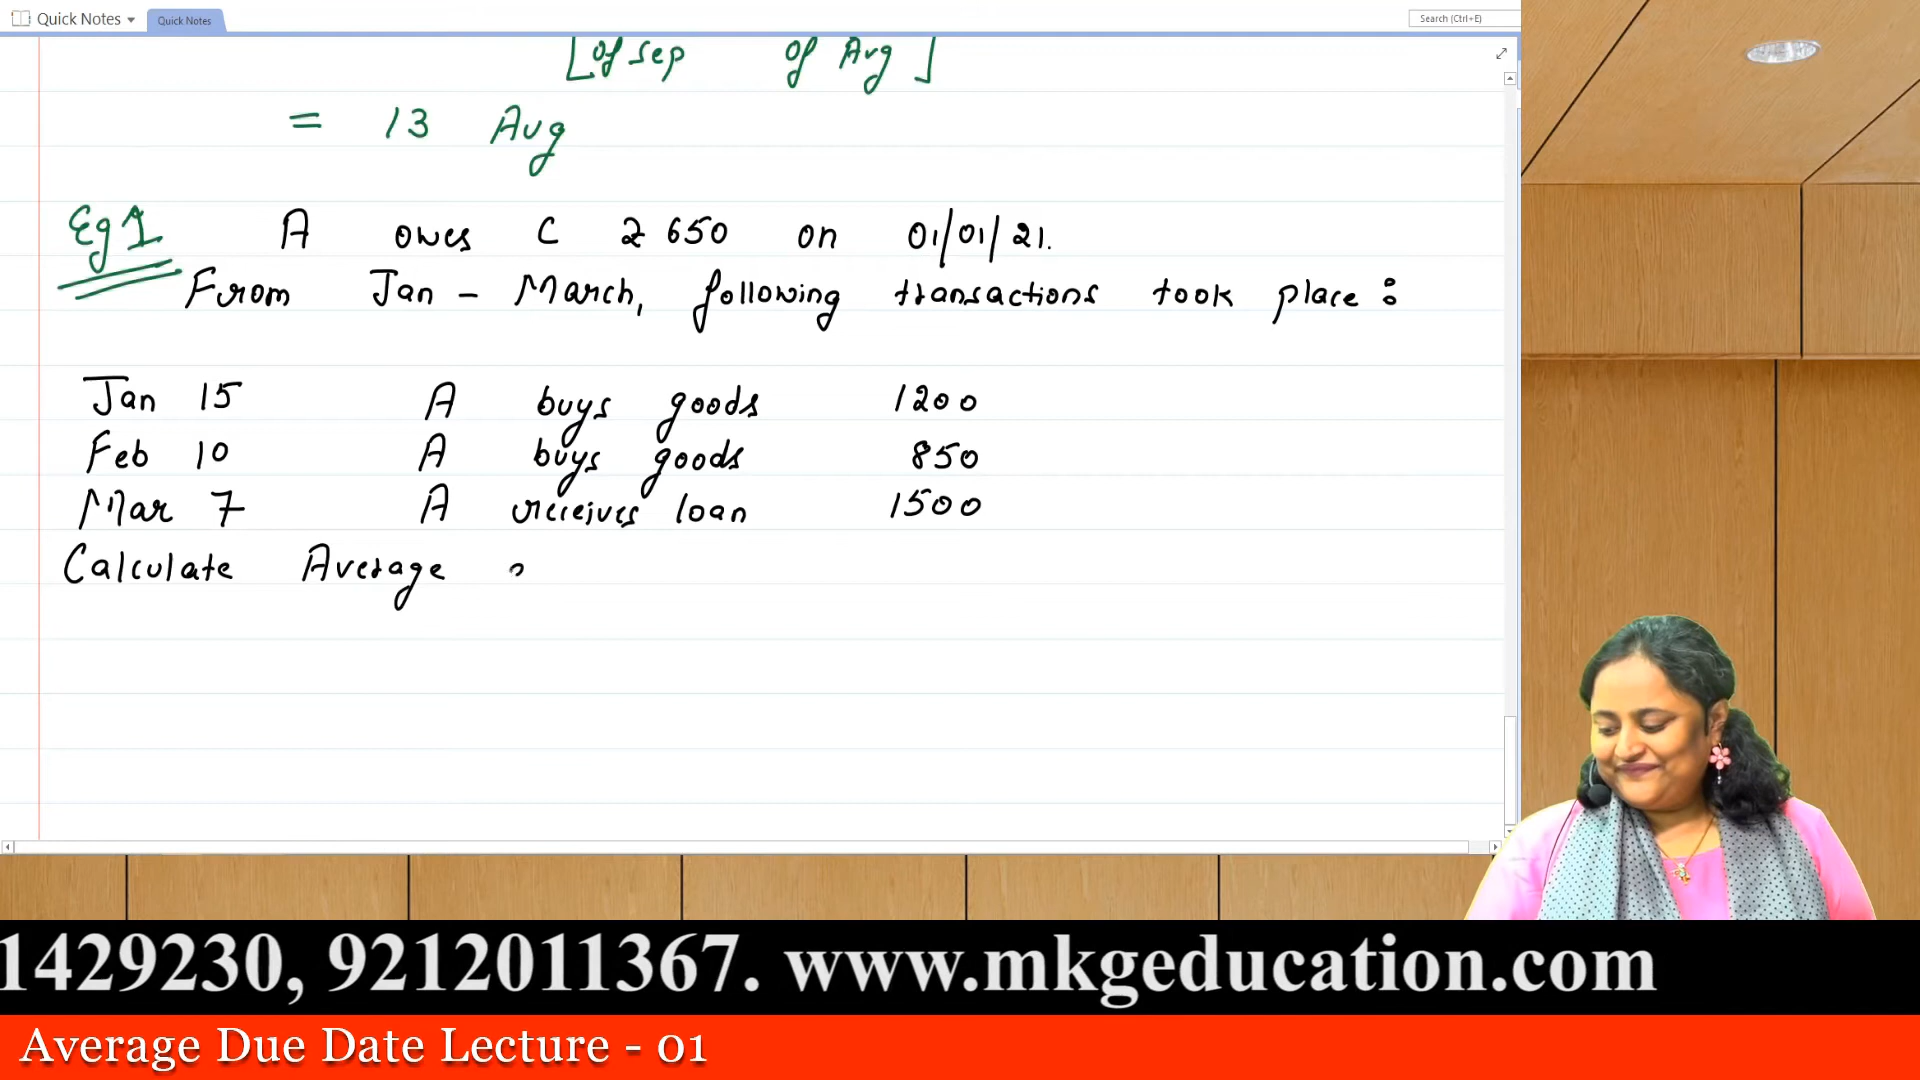 Quick Notes
Quick Notes
Search (Ctrl+E)
[of Sep of Aug]
= 13 Aug
Eg 1 A owes C ₹ 650 on 01/01/21.
From Jan - March, following transactions took place :
Jan 15 A buys goods 1200
Feb 10 A buys goods 850
Mar 7 A receives loan 1500
Calculate Average
1429230, 9212011367. www.mkgeducation.com
Average Due Date Lecture - 01